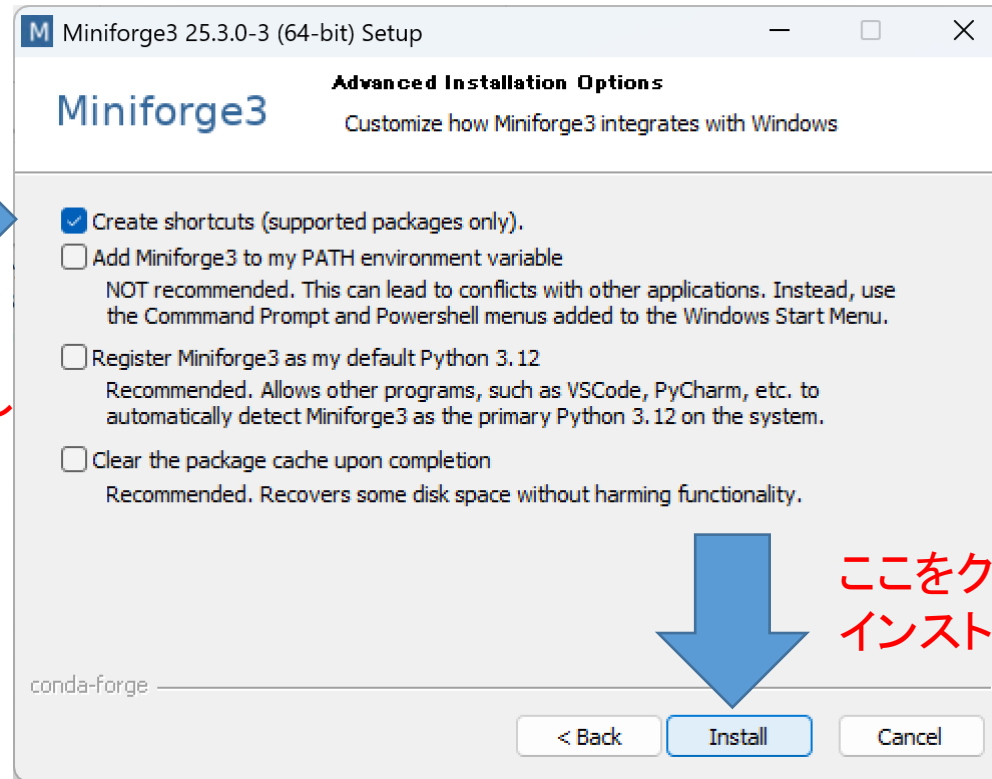 M Miniforge3 25.3.0-3 (64-bit) Setup
Miniforge3
Advanced Installation Options
Customize how Miniforge3 integrates with Windows
Create shortcuts (supported packages only).
Add Miniforge3 to my PATH environment variable
NOT recommended. This can lead to conflicts with other applications. Instead, use
the Commmand Prompt and Powershell menus added to the Windows Start Menu.
Register Miniforge3 as my default Python 3.12
Recommended. Allows other programs, such as VSCode, PyCharm, etc. to
automatically detect Miniforge3 as the primary Python 3.12 on the system.
Clear the package cache upon completion
Recommended. Recovers some disk space without harming functionality.
ここをク
インスト
conda-forge
< Back
Install
Cancel